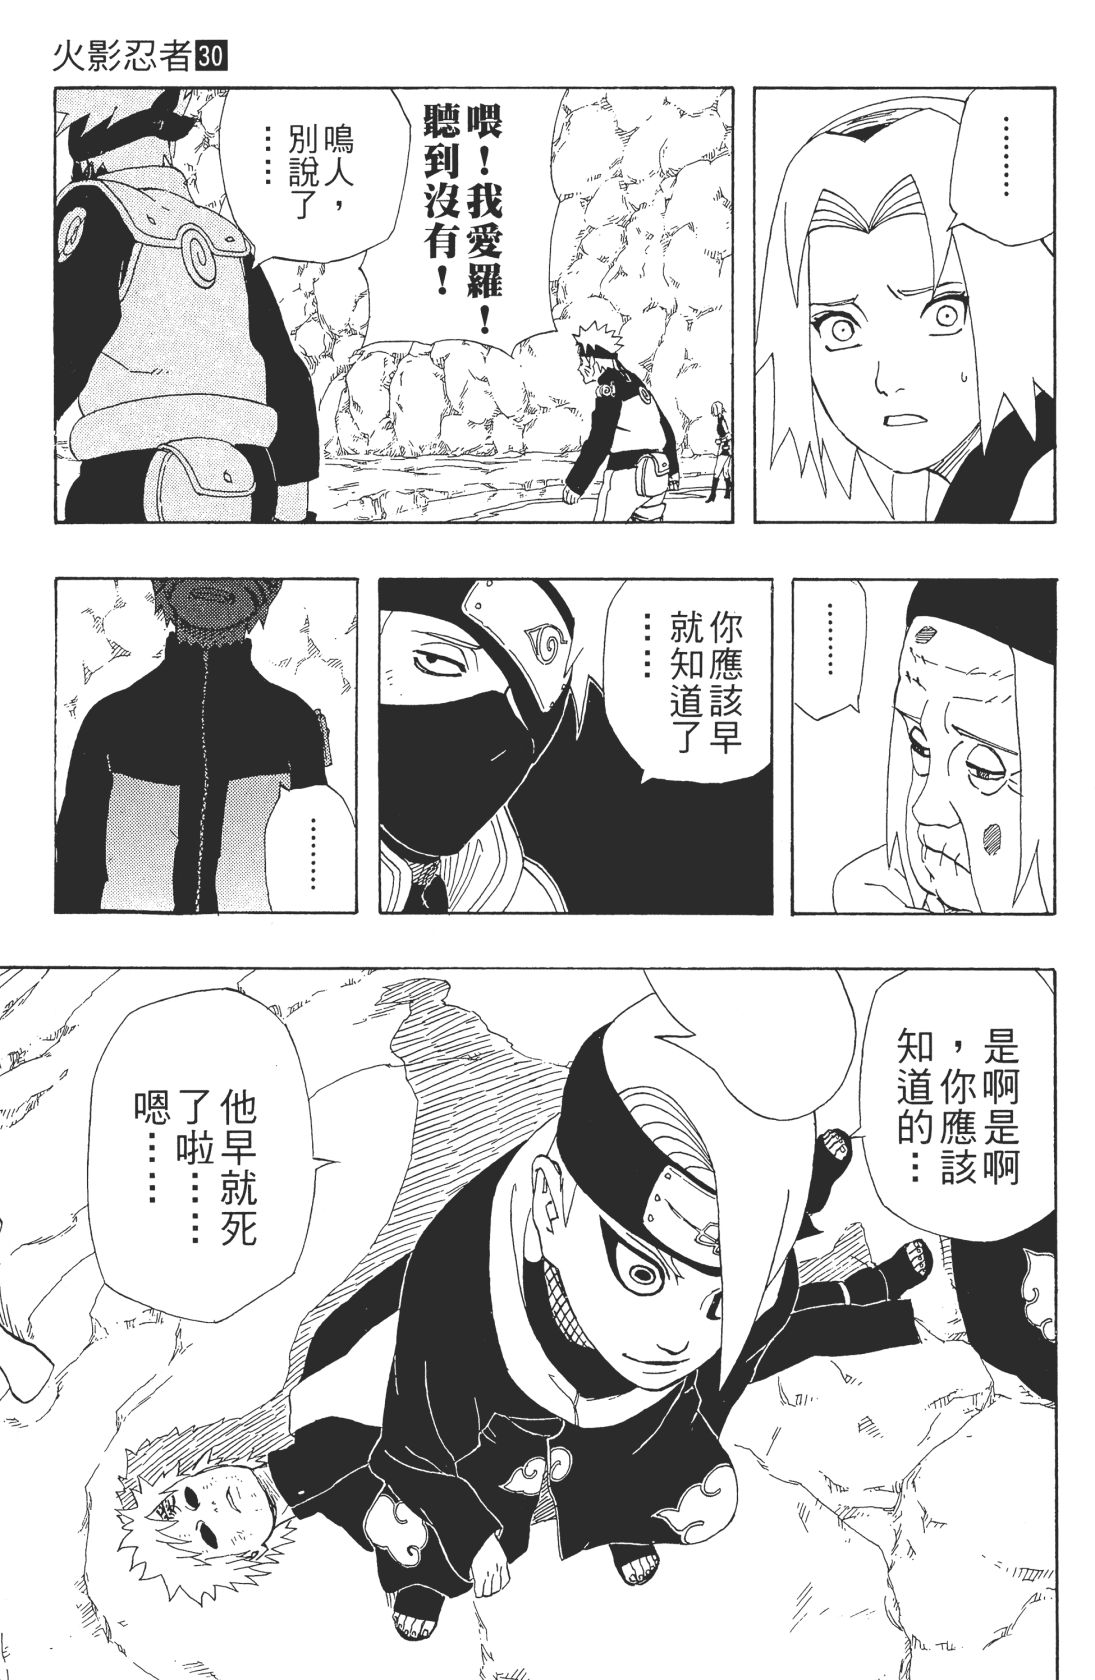 火影忍者30
…………
喂！我愛羅！
聽到沒有！
鳴人，
別說了
……
…………
你應該早
就知道了
……
…………
是啊是啊
，你應該
知道的…
他早就死
了啦……
嗯……